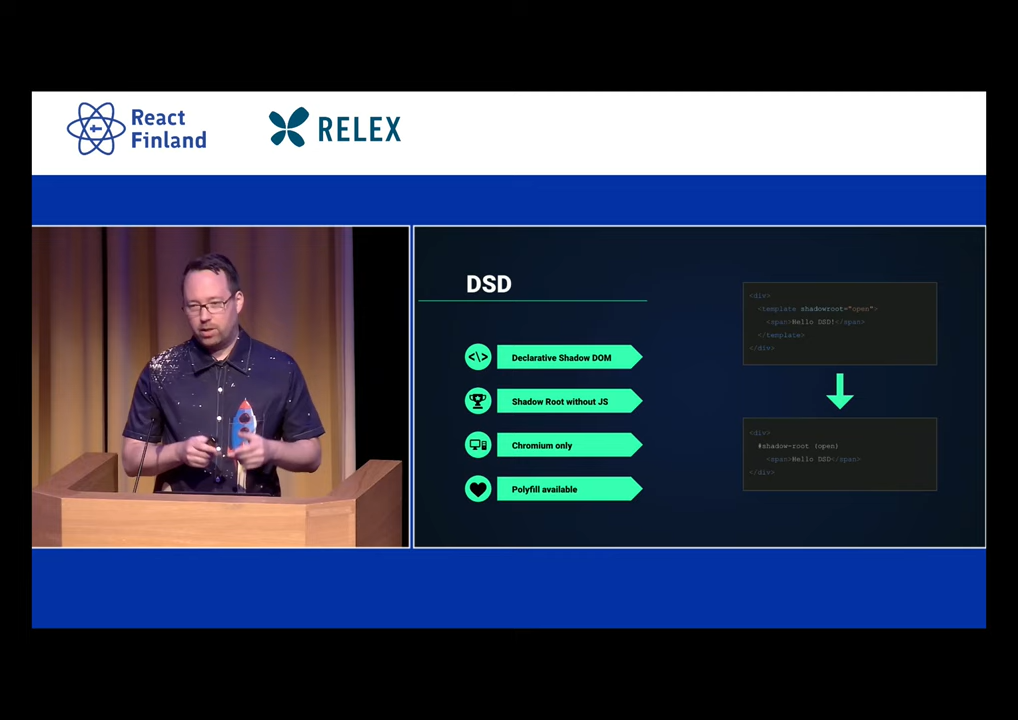 React
Finland
RELEX
DSD
Declarative Shadow DOM
Shadow Root without JS
Chromium only
Polyfill available
<div>
<template shadowroot="open">
<span>Hello DSD!</span>
</template>
</div>
<div>
#shadow-root (open)
<span>Hello DSD</span>
</div>